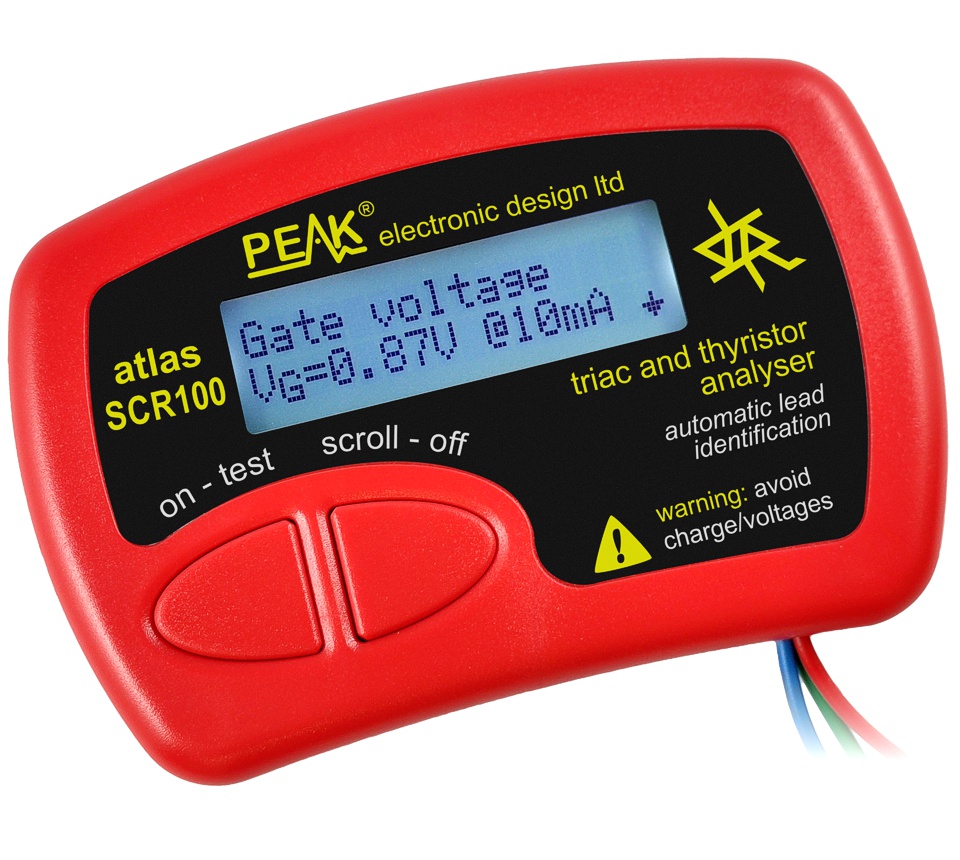 PEAK® electronic design ltd
Gate voltage
Vg=0.87V @10mA
atlas
SCR100
triac and thyristor
analyser
automatic lead
identification
on - test
scroll - off
warning: avoid
charge/voltages
!